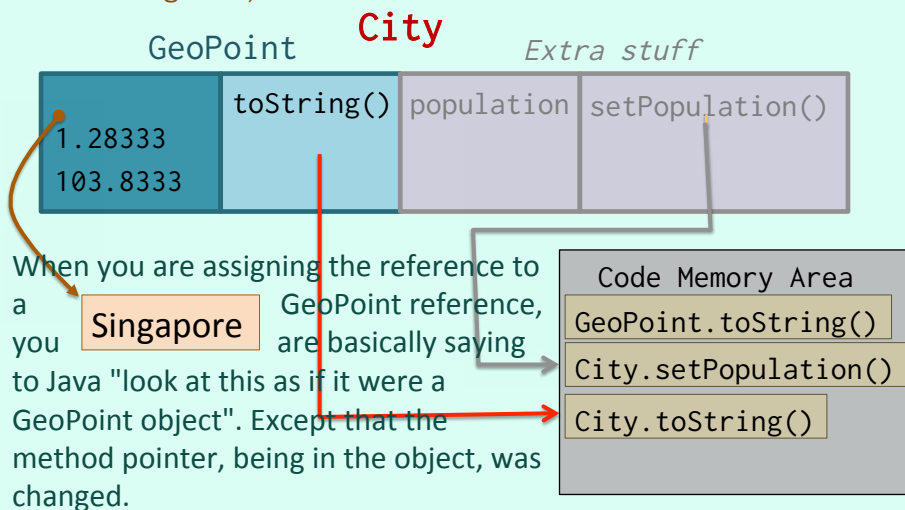 City
GeoPoint
Extra stuff
toString()
population
setPopulation()
1.28333
103.8333
When you are assigning the reference to
a GeoPoint reference,
you are basically saying
to Java "look at this as if it were a
GeoPoint object". Except that the
method pointer, being in the object, was
changed.
Singapore
Code Memory Area
GeoPoint.toString()
City.setPopulation()
City.toString()